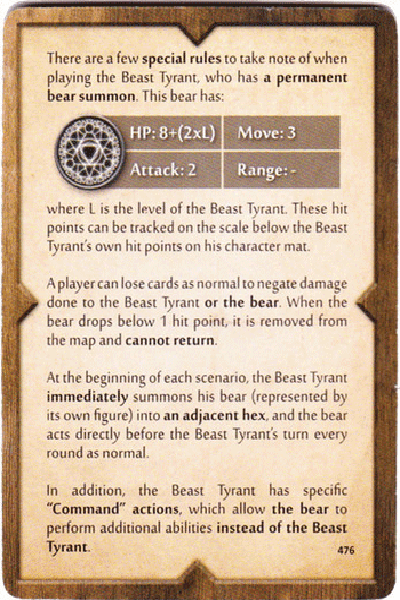 There are a few special rules to take note of when
playing the Beast Tyrant, who has a permanent
bear summon. This bear has:
HP: 8+(2xL) Move: 3
Attack: 2 Range: -
where L is the level of the Beast Tyrant. These hit
points can be tracked on the scale below the Beast
Tyrant's own hit points on his character mat.
A player can lose cards as normal to negate damage
done to the Beast Tyrant or the bear. When the
bear drops below 1 hit point, it is removed from
the map and cannot return.
At the beginning of each scenario, the Beast Tyrant
immediately summons his bear (represented by
its own figure) into an adjacent hex, and the bear
acts directly before the Beast Tyrant's turn every
round as normal.
In addition, the Beast Tyrant has specific
"Command" actions, which allow the bear to
perform additional abilities instead of the Beast
Tyrant.
476